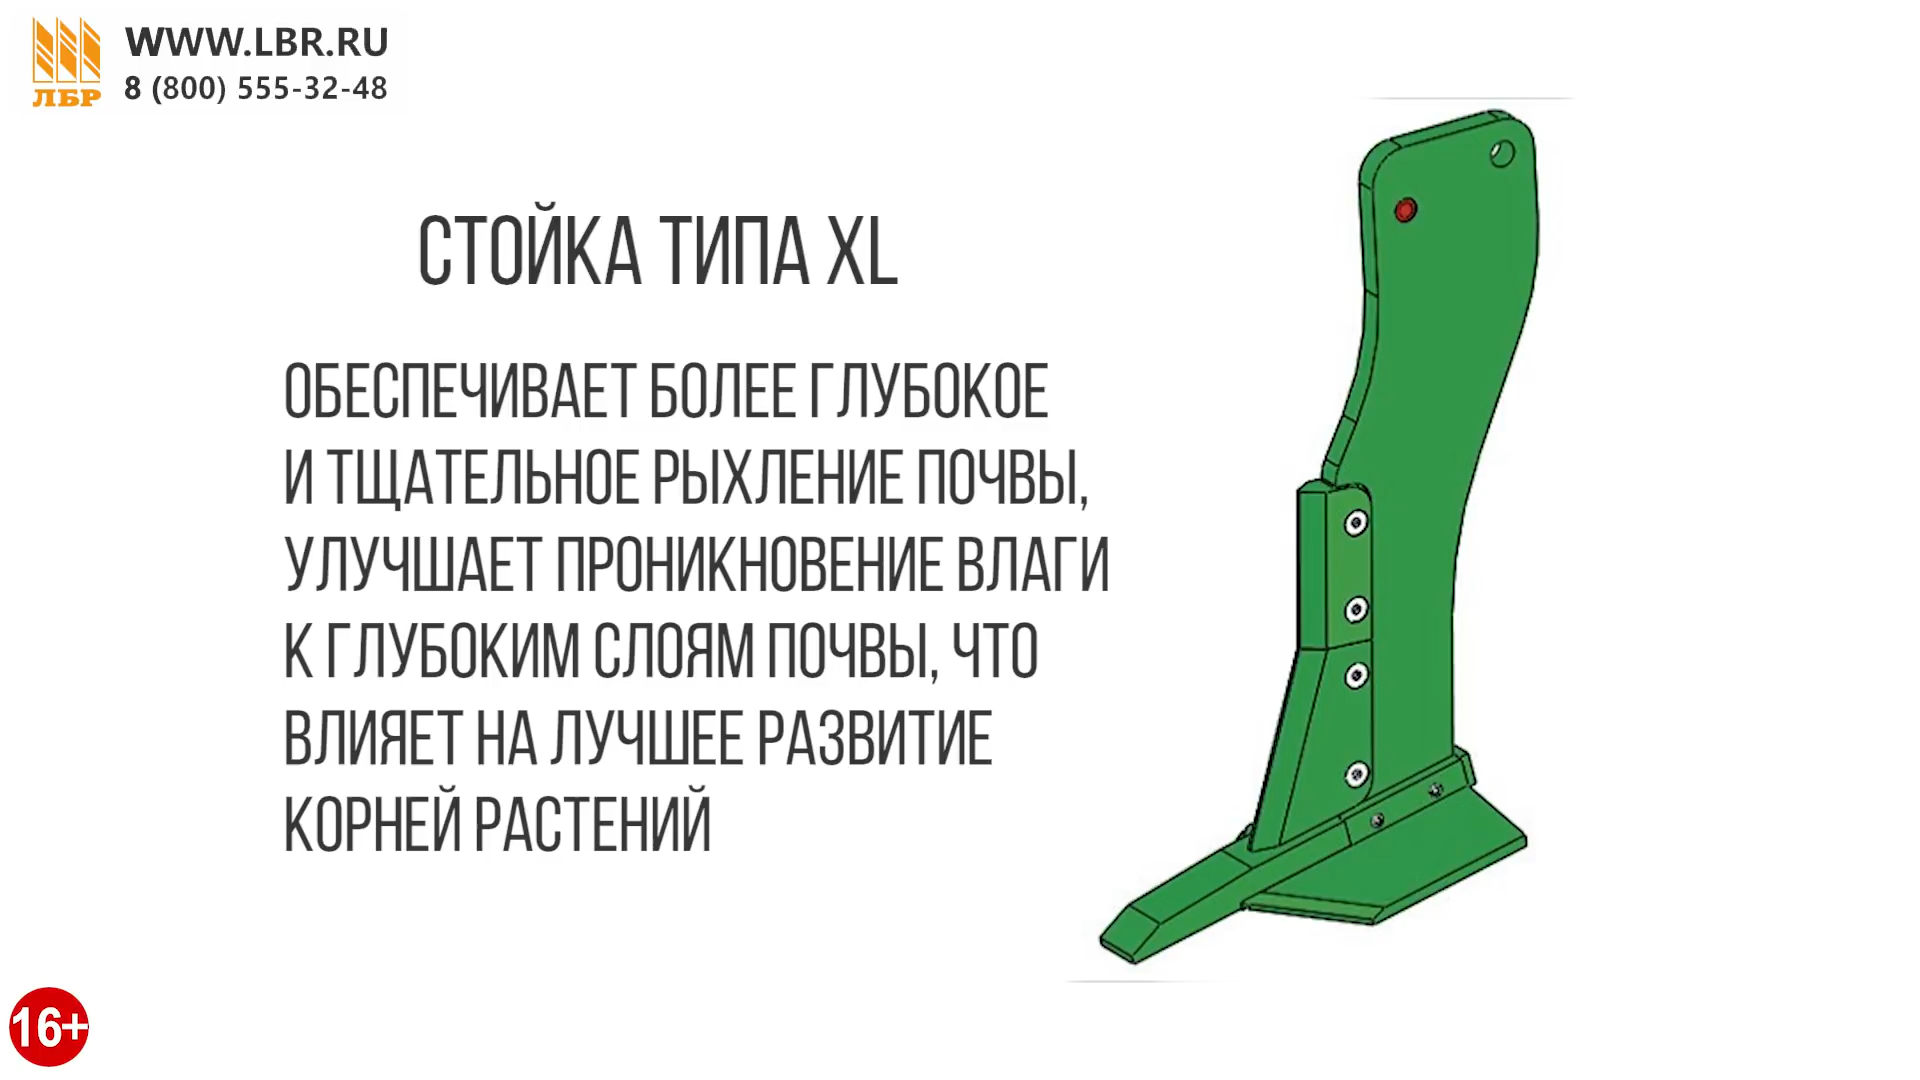 WWW.LBR.RU
8 (800) 555-32-48
ЛБР
СТОЙКА ТИПА XL
ОБЕСПЕЧИВАЕТ БОЛЕЕ ГЛУБОКОЕ
И ТЩАТЕЛЬНОЕ РЫХЛЕНИЕ ПОЧВЫ,
УЛУЧШАЕТ ПРОНИКНОВЕНИЕ ВЛАГИ
К ГЛУБОКИМ СЛОЯМ ПОЧВЫ, ЧТО
ВЛИЯЕТ НА ЛУЧШЕЕ РАЗВИТИЕ
КОРНЕЙ РАСТЕНИЙ
16+